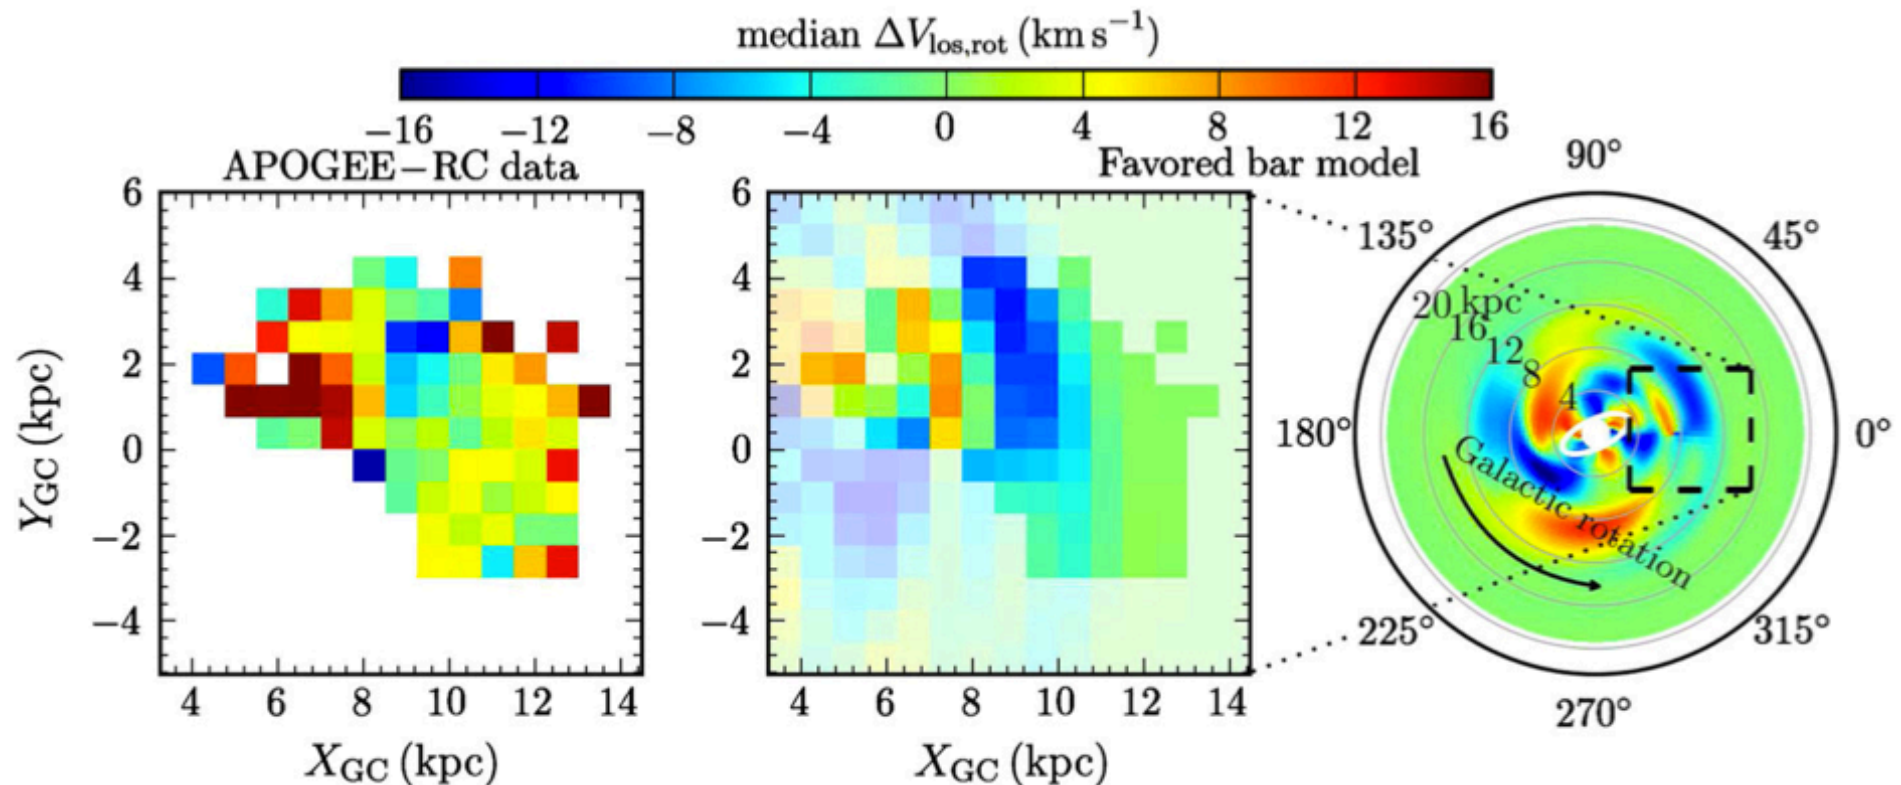 median ΔV_los,rot (km s⁻¹)
−16 −12 −8 −4 0 4 8 12 16
APOGEE−RC data
Favored bar model
6
4
2
0
−2
−4
Y_GC (kpc)
4 6 8 10 12 14
X_GC (kpc)
6
4
2
0
−2
−4
4 6 8 10 12 14
X_GC (kpc)
90°
135° 45°
20 kpc
16
12
8
4
180° 0°
Galactic rotation
225° 315°
270°